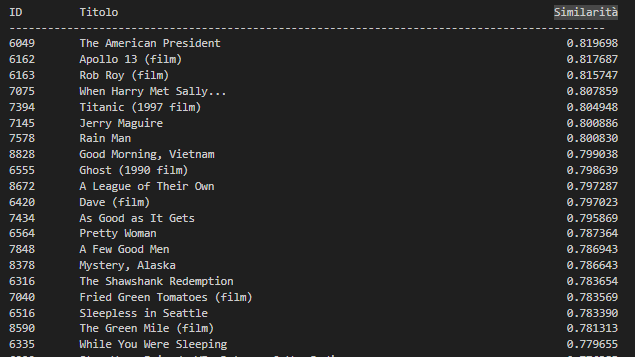 ID Titolo Similarità
--------------------------------------------------------------------------------
6049 The American President 0.819698
6162 Apollo 13 (film) 0.817687
6163 Rob Roy (film) 0.815747
7075 When Harry Met Sally... 0.807859
7394 Titanic (1997 film) 0.804948
7145 Jerry Maguire 0.800886
7578 Rain Man 0.800830
8828 Good Morning, Vietnam 0.799038
6555 Ghost (1990 film) 0.798639
8672 A League of Their Own 0.797287
6420 Dave (film) 0.797023
7434 As Good as It Gets 0.795869
6564 Pretty Woman 0.787364
7848 A Few Good Men 0.786943
8378 Mystery, Alaska 0.786643
6316 The Shawshank Redemption 0.783654
7040 Fried Green Tomatoes (film) 0.783569
6516 Sleepless in Seattle 0.783390
8590 The Green Mile (film) 0.781313
6335 While You Were Sleeping 0.779655